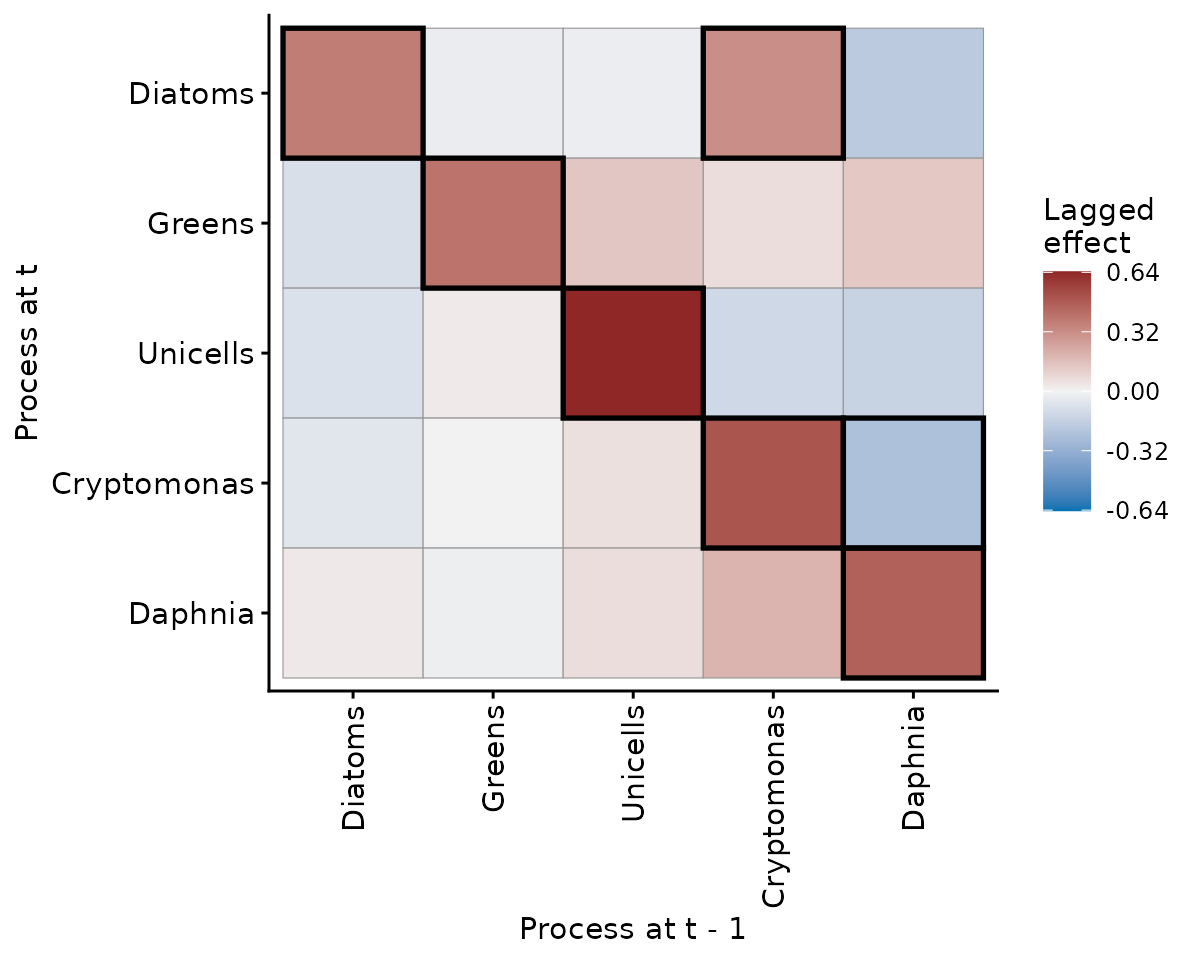 Diatoms
Greens
Unicells
Cryptomonas
Daphnia
Process at t
Diatoms
Greens
Unicells
Cryptomonas
Daphnia
Process at t - 1
Lagged
effect
0.64
0.32
0.00
-0.32
-0.64